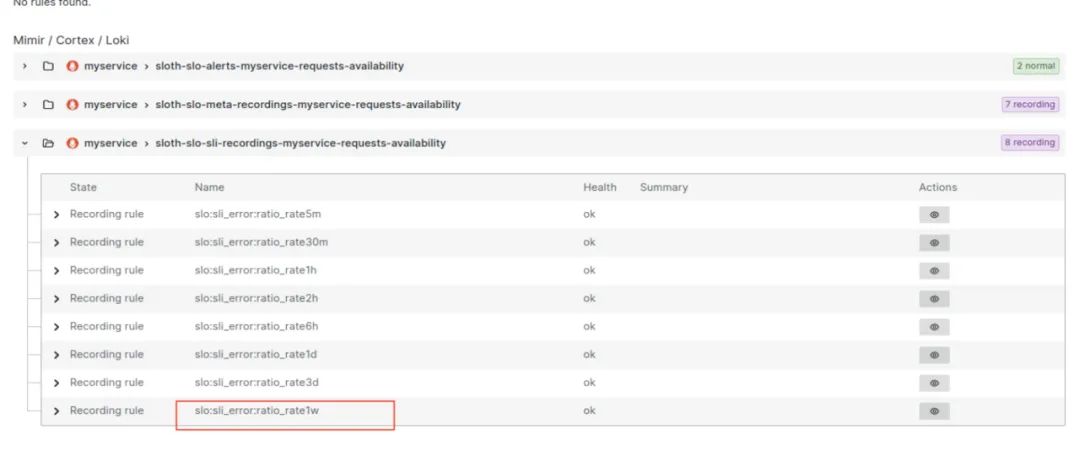 No rules found.
Mimir / Cortex / Loki
myservice > sloth-slo-alerts-myservice-requests-availability 2 normal
myservice > sloth-slo-meta-recordings-myservice-requests-availability 7 recording
myservice > sloth-slo-sli-recordings-myservice-requests-availability 8 recording
State Name Health Summary Actions
Recording rule slo:sli_error:ratio_rate5m ok
Recording rule slo:sli_error:ratio_rate30m ok
Recording rule slo:sli_error:ratio_rate1h ok
Recording rule slo:sli_error:ratio_rate2h ok
Recording rule slo:sli_error:ratio_rate6h ok
Recording rule slo:sli_error:ratio_rate1d ok
Recording rule slo:sli_error:ratio_rate3d ok
Recording rule slo:sli_error:ratio_rate1w ok